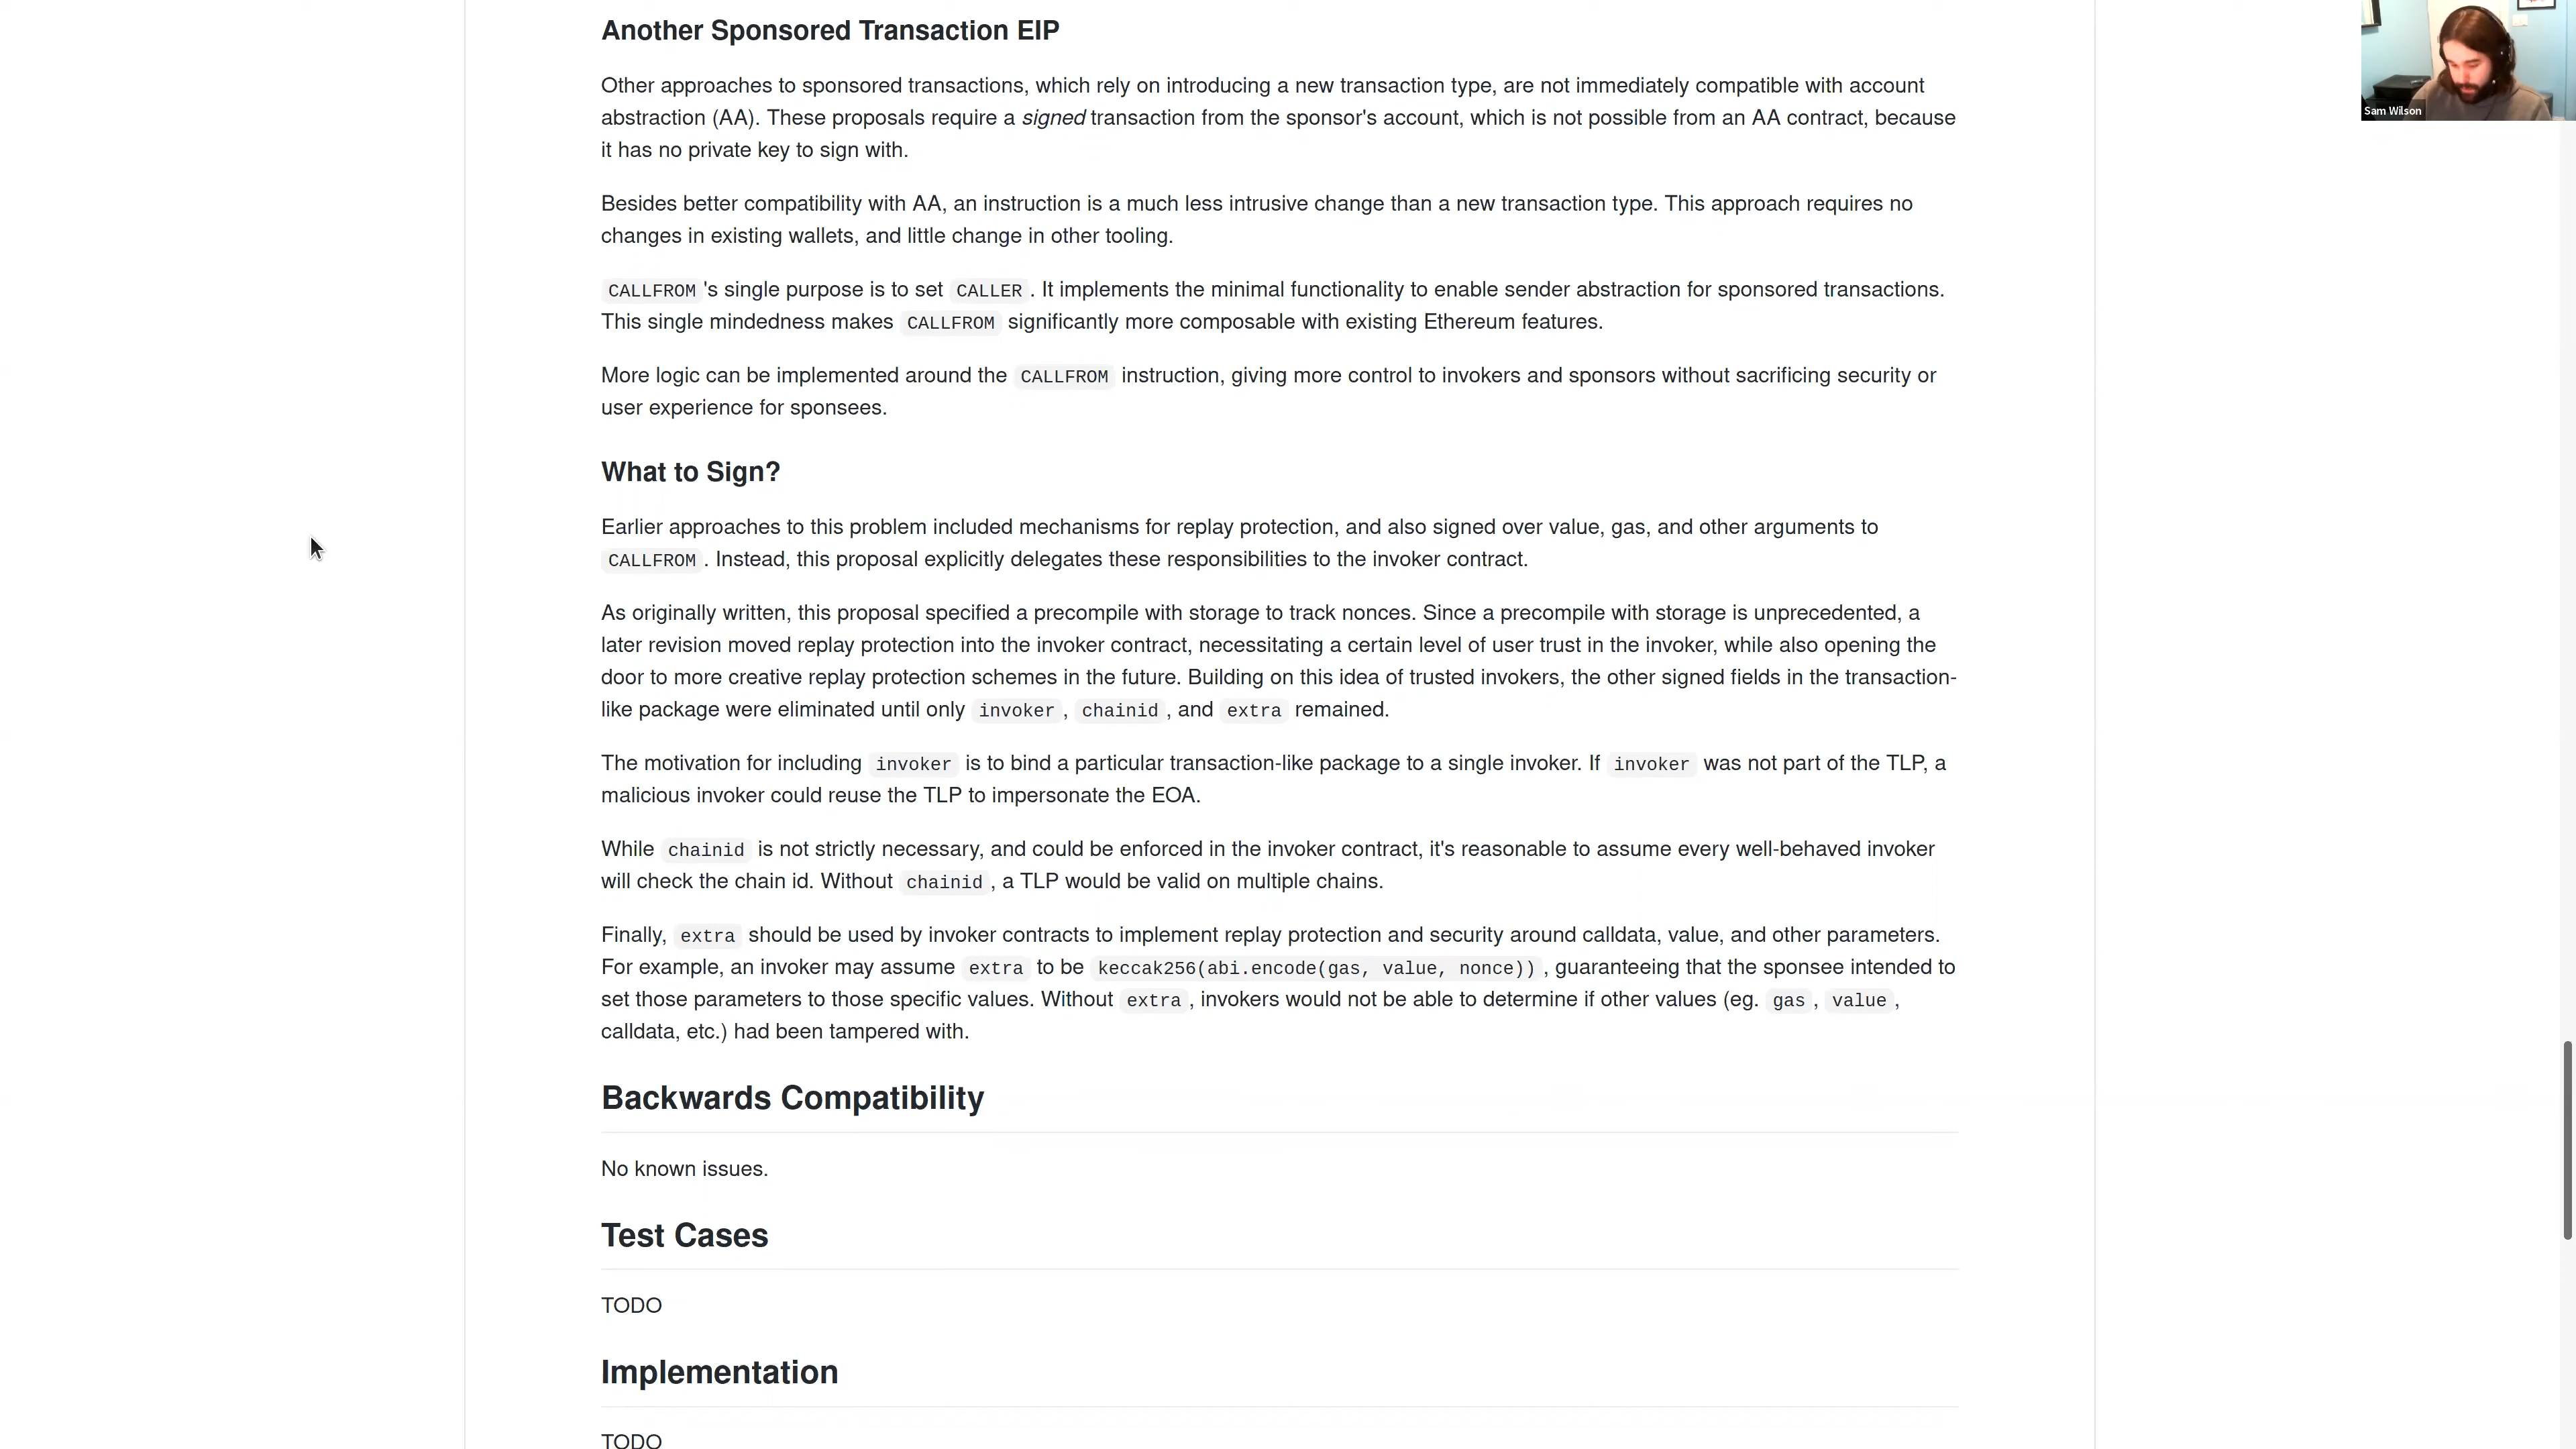 Another Sponsored Transaction EIP
Other approaches to sponsored transactions, which rely on introducing a new transaction type, are not immediately compatible with account
abstraction (AA). These proposals require a signed transaction from the sponsor's account, which is not possible from an AA contract, because
it has no private key to sign with.
Besides better compatibility with AA, an instruction is a much less intrusive change than a new transaction type. This approach requires no
changes in existing wallets, and little change in other tooling.
CALLFROM's single purpose is to set CALLER. It implements the minimal functionality to enable sender abstraction for sponsored transactions.
This single mindedness makes CALLFROM significantly more composable with existing Ethereum features.
More logic can be implemented around the CALLFROM instruction, giving more control to invokers and sponsors without sacrificing security or
user experience for sponsees.
What to Sign?
Earlier approaches to this problem included mechanisms for replay protection, and also signed over value, gas, and other arguments to
CALLFROM. Instead, this proposal explicitly delegates these responsibilities to the invoker contract.
As originally written, this proposal specified a precompile with storage to track nonces. Since a precompile with storage is unprecedented, a
later revision moved replay protection into the invoker contract, necessitating a certain level of user trust in the invoker, while also opening the
door to more creative replay protection schemes in the future. Building on this idea of trusted invokers, the other signed fields in the transaction-
like package were eliminated until only invoker, chainid, and extra remained.
The motivation for including invoker is to bind a particular transaction-like package to a single invoker. If invoker was not part of the TLP, a
malicious invoker could reuse the TLP to impersonate the EOA.
While chainid is not strictly necessary, and could be enforced in the invoker contract, it's reasonable to assume every well-behaved invoker
will check the chain id. Without chainid, a TLP would be valid on multiple chains.
Finally, extra should be used by invoker contracts to implement replay protection and security around calldata, value, and other parameters.
For example, an invoker may assume extra to be keccak256(abi.encode(gas, value, nonce)), guaranteeing that the sponsee intended to
set those parameters to those specific values. Without extra, invokers would not be able to determine if other values (eg. gas, value,
calldata, etc.) had been tampered with.
Backwards Compatibility
No known issues.
Test Cases
TODO
Implementation
TODO
Sam Wilson